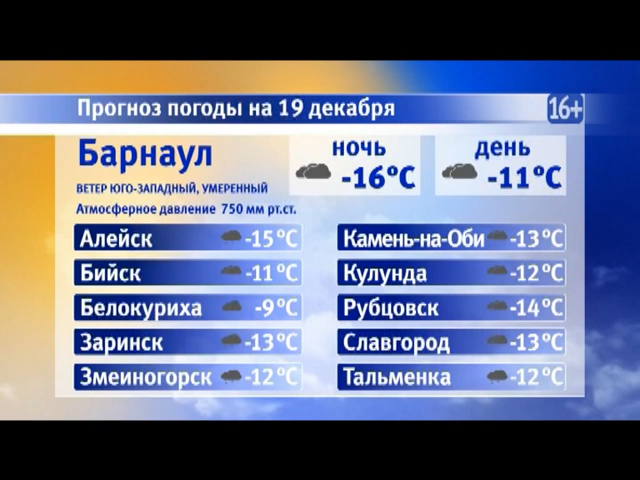 Прогноз погоды на 19 декабря 16+
Барнаул
ночь -16°C
день -11°C
ВЕТЕР ЮГО-ЗАПАДНЫЙ, УМЕРЕННЫЙ
Атмосферное давление 750 мм рт.ст.
Алейск -15°C
Бийск -11°C
Белокуриха -9°C
Заринск -13°C
Змеиногорск -12°C
Камень-на-Оби -13°C
Кулунда -12°C
Рубцовск -14°C
Славгород -13°C
Тальменка -12°C